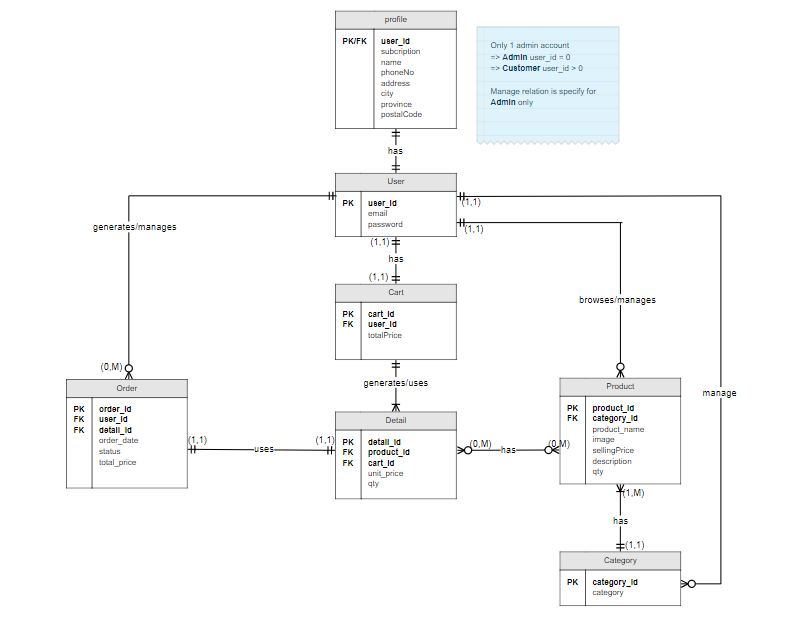 profile
PK/FK user_id
subcription
name
phoneNo
address
city
province
postalCode
Only 1 admin account
=> Admin user_id = 0
=> Customer user_id > 0
Manage relation is specify for
Admin only
has
User
PK user_id
email
password
(1,1)
(1,1)
generates/manages
(1,1)
has
(1,1)
Cart
PK cart_id
FK user_id
totalPrice
browses/manages
generates/uses
manage
(0,M)
Order
PK order_id
FK user_id
FK detail_id
order_date
status
total_price
(1,1)
uses
(1,1)
Detail
PK detail_id
FK product_id
FK cart_id
unit_price
qty
(0,M)
has
(0,M)
Product
PK product_id
FK category_id
product_name
image
sellingPrice
description
qty
(1,M)
has
(1,1)
Category
PK category_id
category